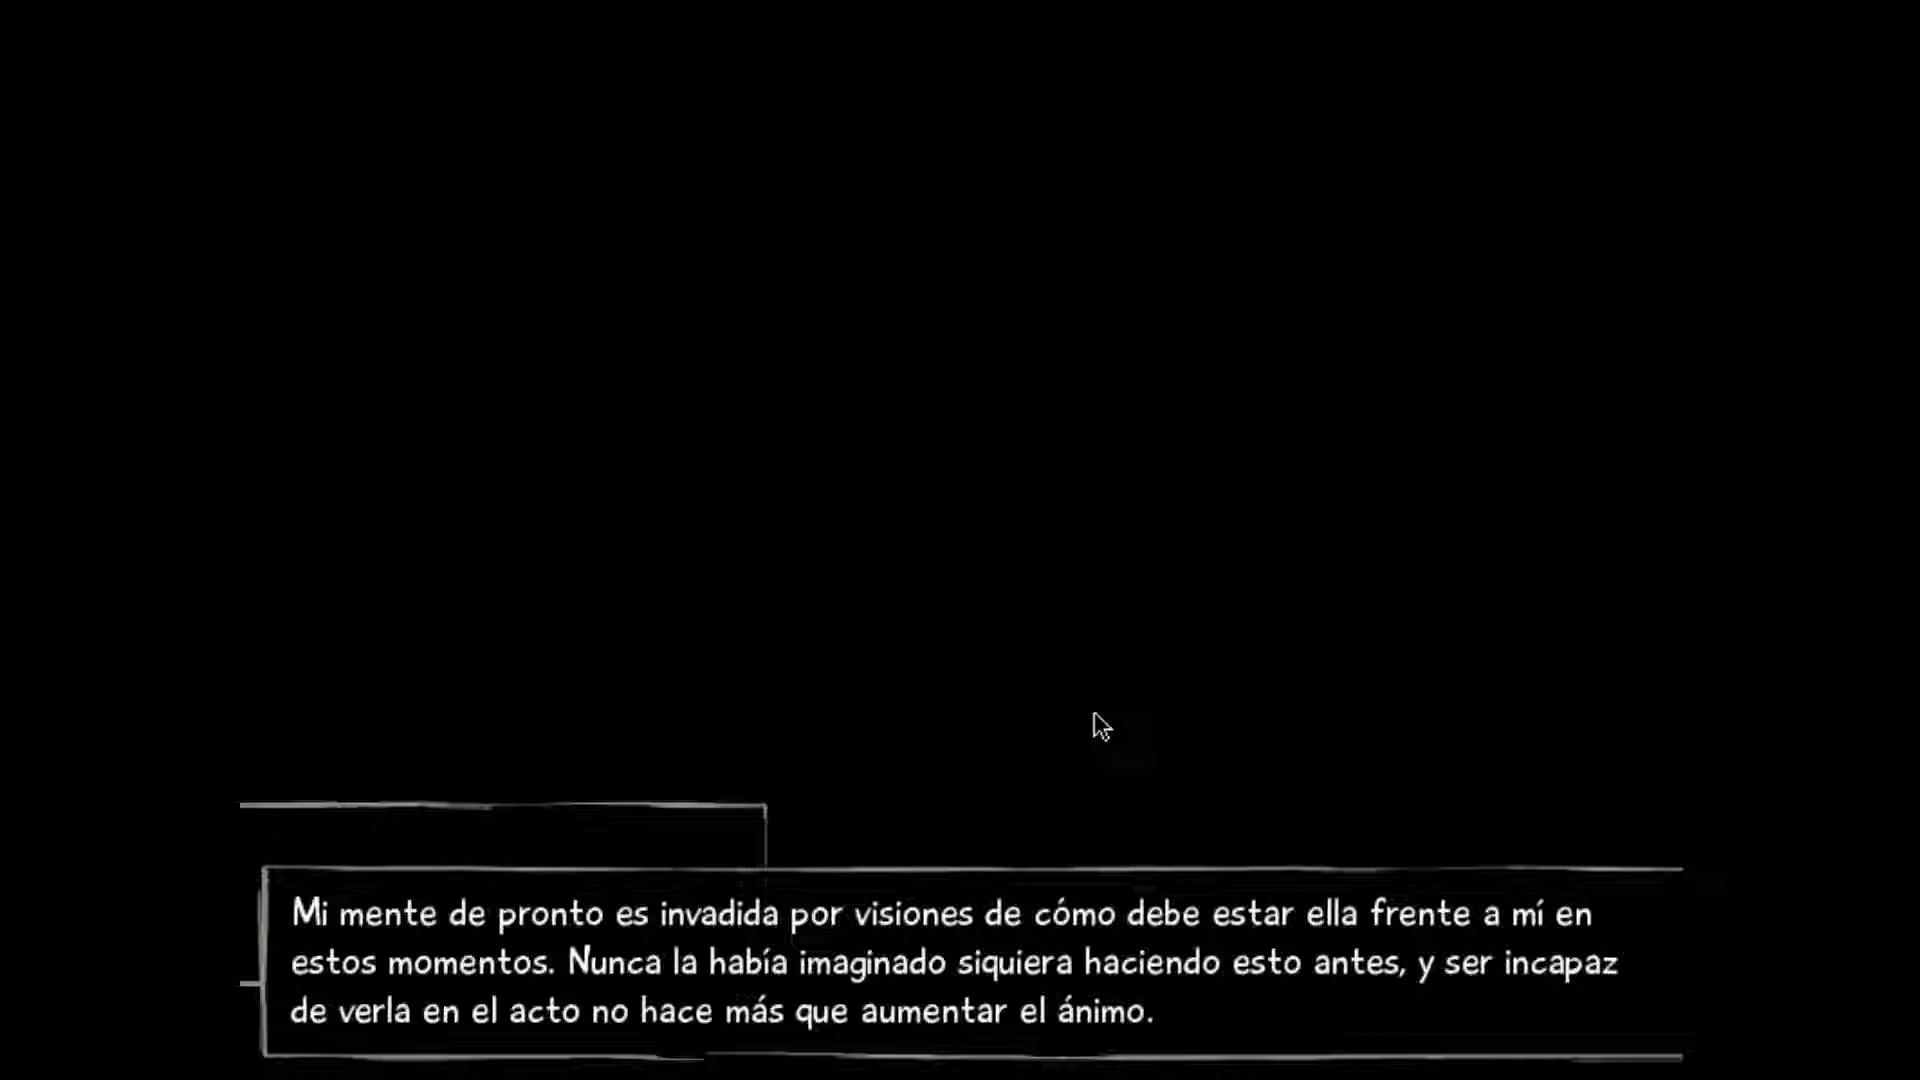 Mi mente de pronto es invadida por visiones de cómo debe estar ella frente a mí en
estos momentos. Nunca la había imaginado siquiera haciendo esto antes, y ser incapaz
de verla en el acto no hace más que aumentar el ánimo.